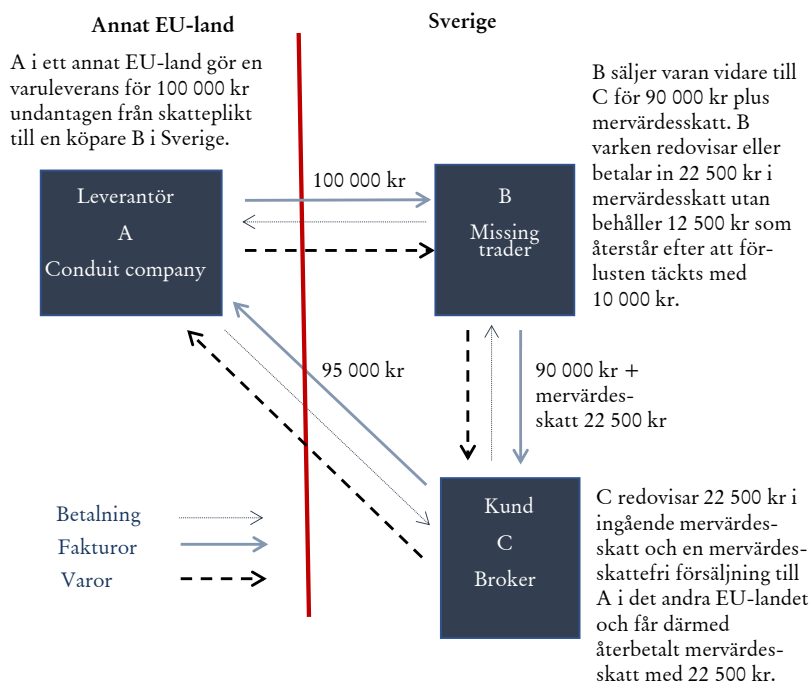 Annat EU-land
Sverige
A i ett annat EU-land gör en
varuleverans för 100 000 kr
undantagen från skatteplikt
till en köpare B i Sverige.
B säljer varan vidare till
C för 90 000 kr plus
mervärdesskatt. B
varken redovisar eller
betalar in 22 500 kr i
mervärdesskatt utan
behåller 12 500 kr som
återstår efter att för-
lusten täckts med
10 000 kr.
Leverantör
A
Conduit company
100 000 kr
B
Missing
trader
95 000 kr
90 000 kr +
mervärdes-
skatt 22 500 kr
Betalning
Fakturor
Varor
Kund
C
Broker
C redovisar 22 500 kr i
ingående mervärdes-
skatt och en mervärdes-
skattefri försäljning till
A i det andra EU-landet
och får därmed
återbetalt mervärdes-
skatt med 22 500 kr.